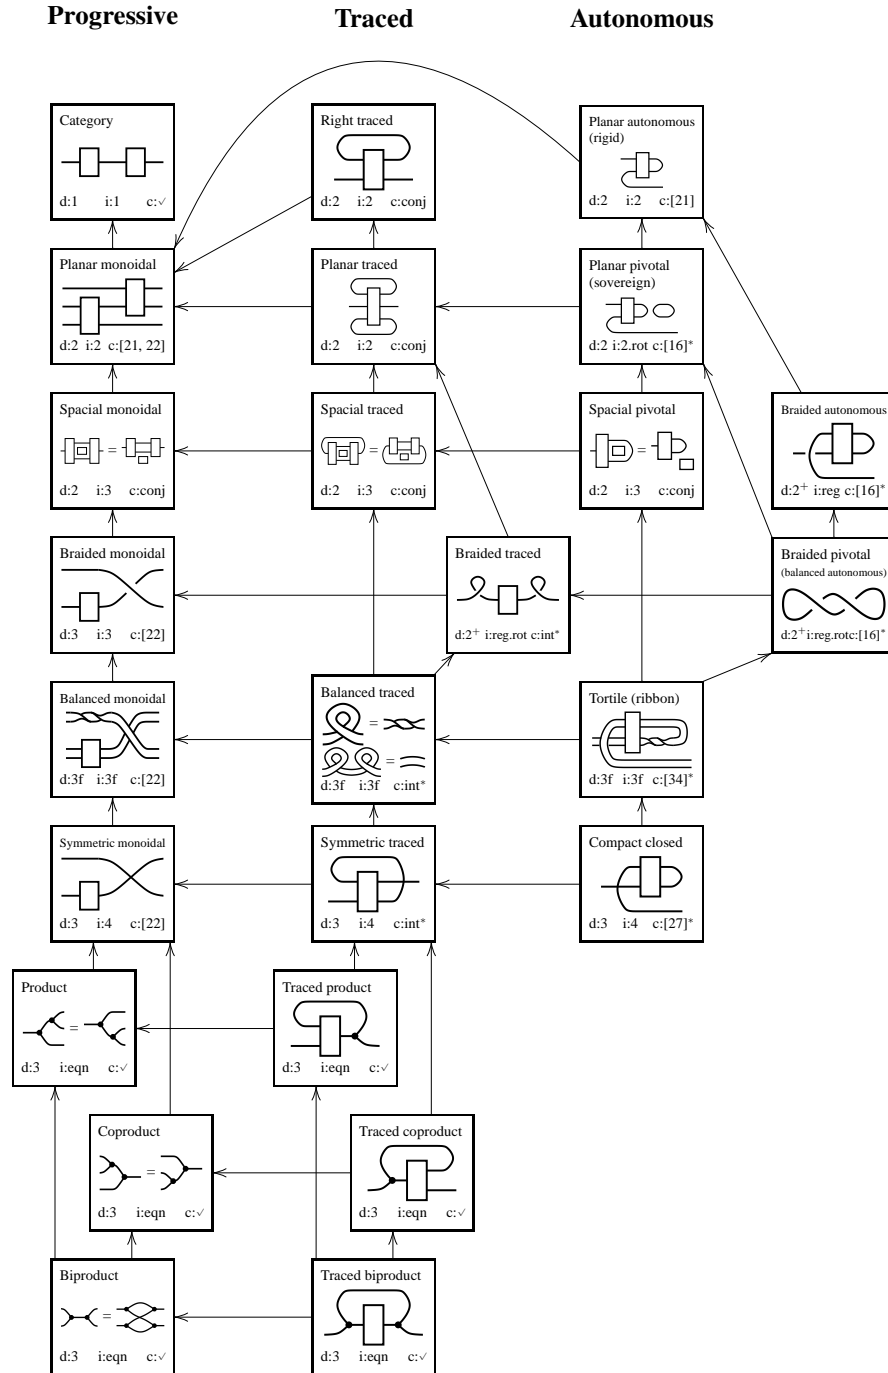 Progressive
Traced
Autonomous
Category
d:1 i:1 c:✓
Right traced
d:2 i:2 c:conj
Planar autonomous
(rigid)
d:2 i:2 c:[21]
Planar monoidal
d:2 i:2 c:[21, 22]
Planar traced
d:2 i:2 c:conj
Planar pivotal
(sovereign)
d:2 i:2.rot c:[16]*
Spacial monoidal
=
d:2 i:3 c:conj
Spacial traced
=
d:2 i:3 c:conj
Spacial pivotal
=
d:2 i:3 c:conj
Braided autonomous
d:2⁺ i:reg c:[16]*
Braided monoidal
d:3 i:3 c:[22]
Braided traced
d:2⁺ i:reg.rot c:int*
Braided pivotal
(balanced autonomous)
d:2⁺i:reg.rotc:[16]*
Balanced monoidal
d:3f i:3f c:[22]
Balanced traced
=
=
d:3f i:3f c:int*
Tortile (ribbon)
d:3f i:3f c:[34]*
Symmetric monoidal
d:3 i:4 c:[22]
Symmetric traced
d:3 i:4 c:int*
Compact closed
d:3 i:4 c:[27]*
Product
=
d:3 i:eqn c:✓
Traced product
d:3 i:eqn c:✓
Coproduct
=
d:3 i:eqn c:✓
Traced coproduct
d:3 i:eqn c:✓
Biproduct
=
d:3 i:eqn c:✓
Traced biproduct
d:3 i:eqn c:✓